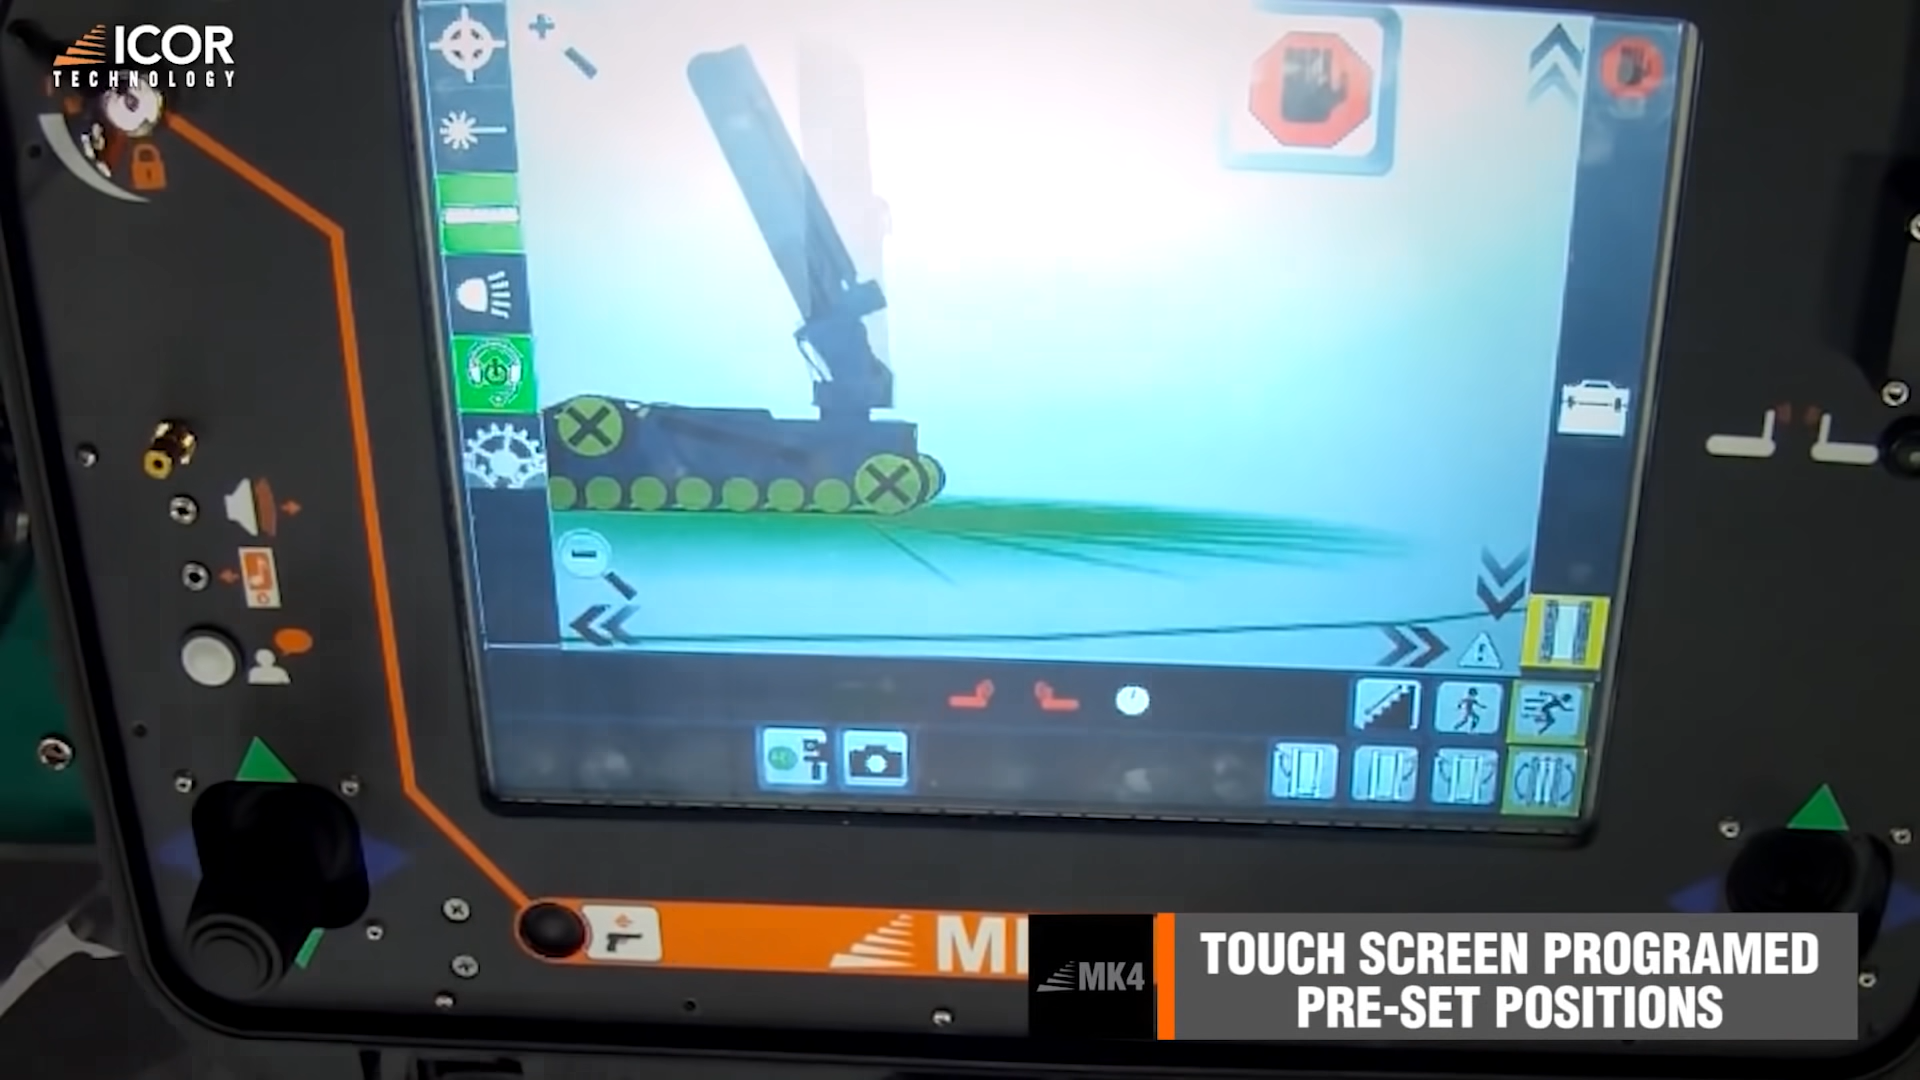 ICOR
TECHNOLOGY
M
MK4
TOUCH SCREEN PROGRAMED
PRE-SET POSITIONS